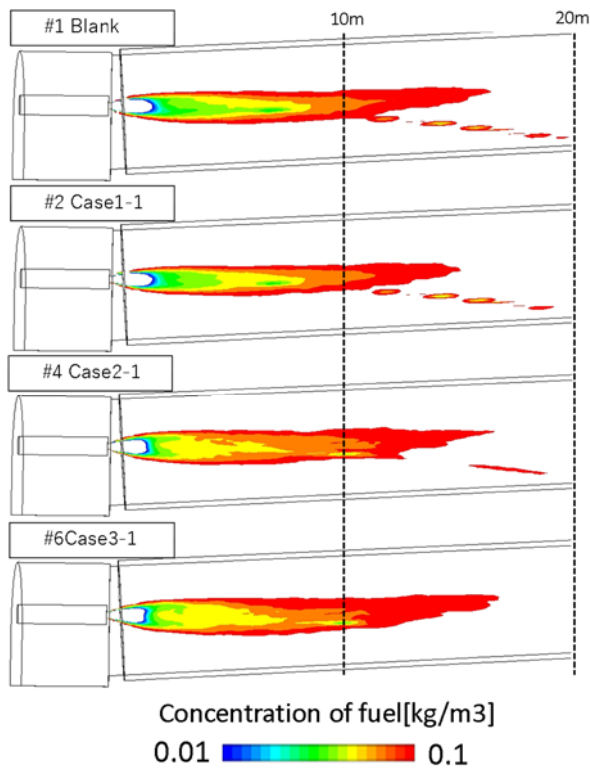 #1 Blank
10m
20m
#2 Case1-1
#4 Case2-1
#6Case3-1
Concentration of fuel[kg/m3]
0.01
0.1